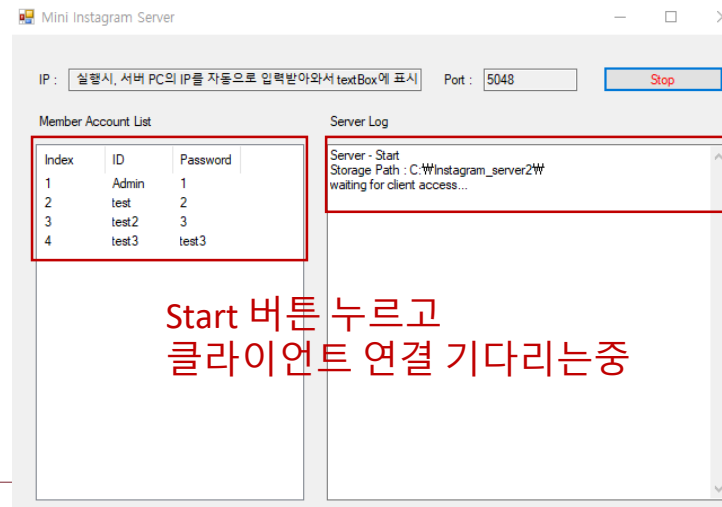 Mini Instagram Server
IP : 실행시, 서버 PC의 IP를 자동으로 입력받아와서 textBox에 표시 Port : 5048 Stop
Member Account List
Server Log
Index ID Password
1 Admin 1
2 test 2
3 test2 3
4 test3 test3
Server - Start
Storage Path : C:₩Instagram_server2₩
waiting for client access...
Start 버튼 누르고
클라이언트 연결 기다리는중